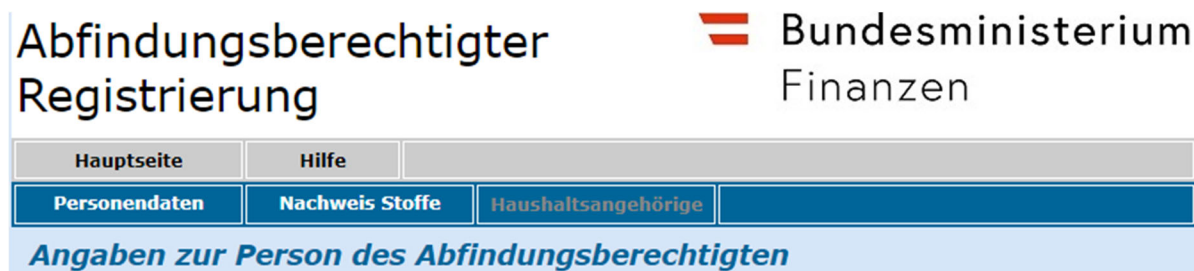 Abfindungsberechtigter
Registrierung
Bundesministerium
Finanzen
Hauptseite Hilfe
Personendaten Nachweis Stoffe Haushaltsangehörige
Angaben zur Person des Abfindungsberechtigten